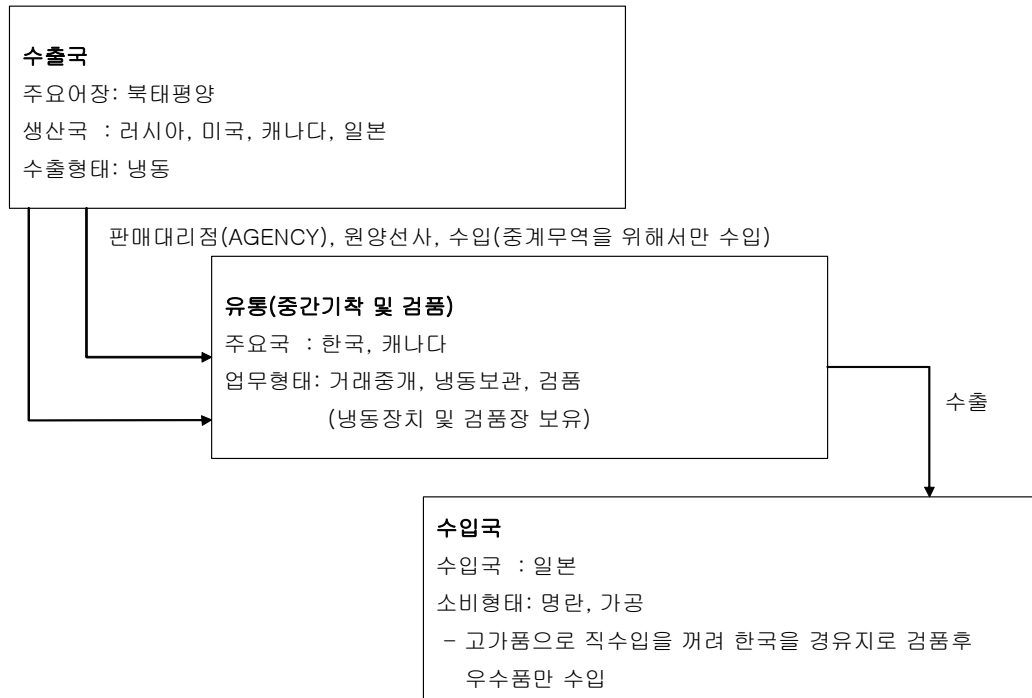 수출국
주요어장: 북태평양
생산국 : 러시아, 미국, 캐나다, 일본
수출형태: 냉동
판매대리점(AGENCY), 원양선사, 수입(중계무역을 위해서만 수입)
유통(중간기착 및 검품)
주요국 : 한국, 캐나다
업무형태: 거래중개, 냉동보관, 검품
(냉동장치 및 검품장 보유)
수출
수입국
수입국 : 일본
소비형태: 명란, 가공
- 고가품으로 직수입을 꺼려 한국을 경유지로 검품후
우수품만 수입